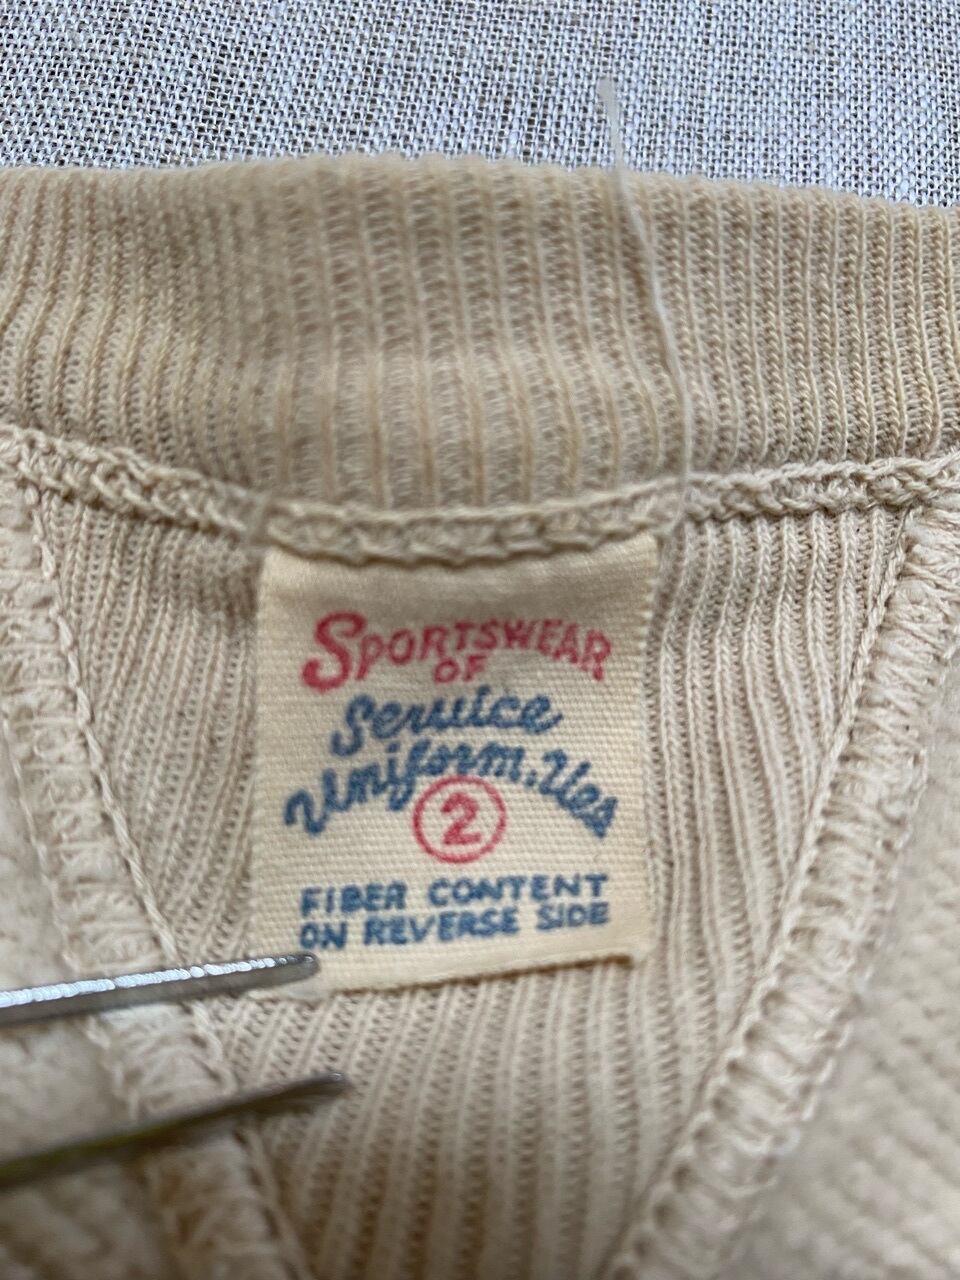 SPORTSWEAR
OF
Service
Uniform.Ues
2
FIBER CONTENT
ON REVERSE SIDE